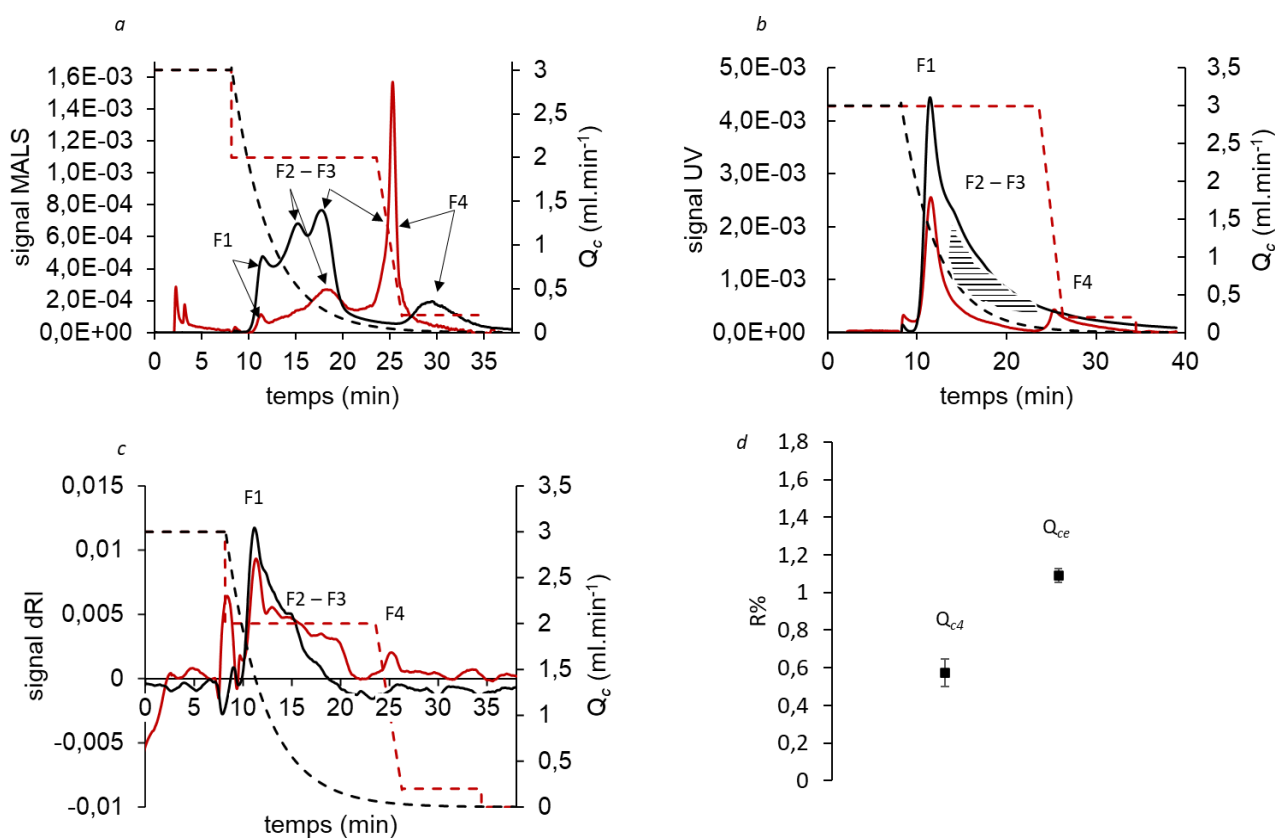 a
signal MALS
1,6E-03
1,4E-03
1,2E-03
1,0E-03
8,0E-04
6,0E-04
4,0E-04
2,0E-04
0,0E+00
F1
F2 – F3
F4
3,5
3
2,5
2
1,5
1
0,5
0
Qc (ml.min-1)
0 5 10 15 20 25 30 35
temps (min)
b
signal UV
5,0E-03
4,0E-03
3,0E-03
2,0E-03
1,0E-03
0,0E+00
F1
F2 – F3
F4
3,5
3
2,5
2
1,5
1
0,5
0
Qc (ml.min-1)
0 10 20 30 40
temps (min)
c
signal dRI
0,015
0,01
0,005
0
-0,005
-0,01
F1
F2 – F3
F4
3,5
3
2,5
2
1,5
1
0,5
0
Qc (ml.min-1)
0 5 10 15 20 25 30 35
temps (min)
d
R%
1,8
1,6
1,4
1,2
1
0,8
0,6
0,4
0,2
0
Qce
Qc4